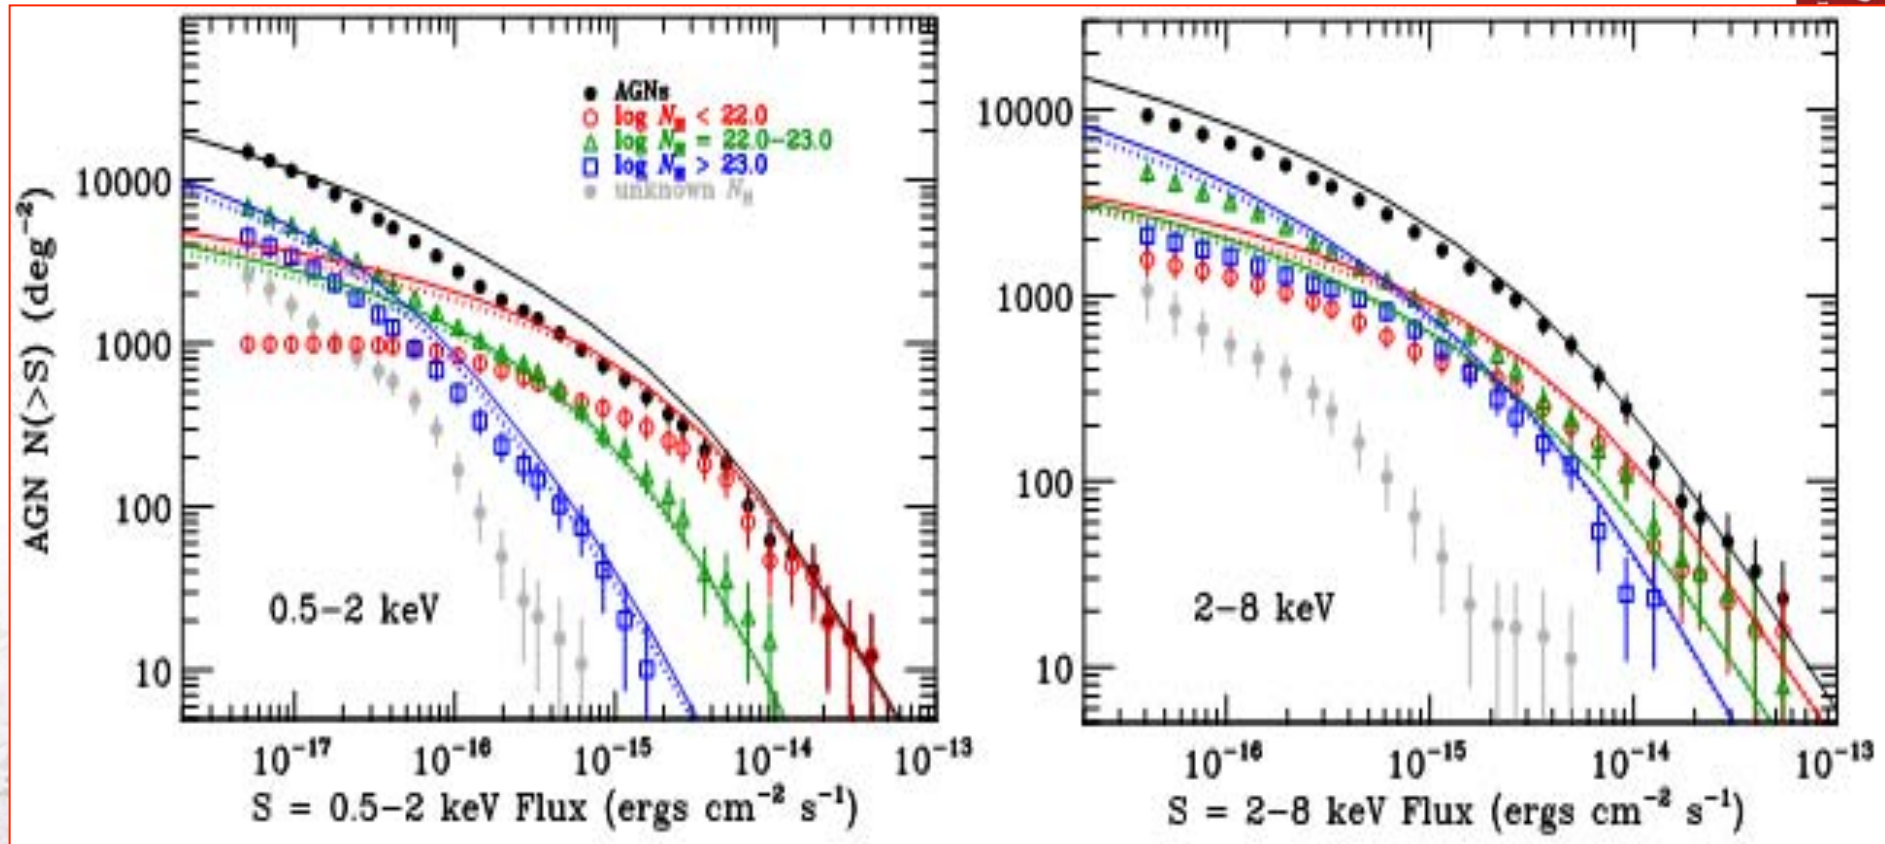 AGN N(>S) (deg⁻²)
10000
1000
100
10
AGNs
log N_H < 22.0
log N_H = 22.0–23.0
log N_H > 23.0
unknown N_H
0.5–2 keV
10⁻¹⁷ 10⁻¹⁶ 10⁻¹⁵ 10⁻¹⁴ 10⁻¹³
S = 0.5–2 keV Flux (ergs cm⁻² s⁻¹)
10000
1000
100
10
2–8 keV
10⁻¹⁶ 10⁻¹⁵ 10⁻¹⁴ 10⁻¹³
S = 2–8 keV Flux (ergs cm⁻² s⁻¹)